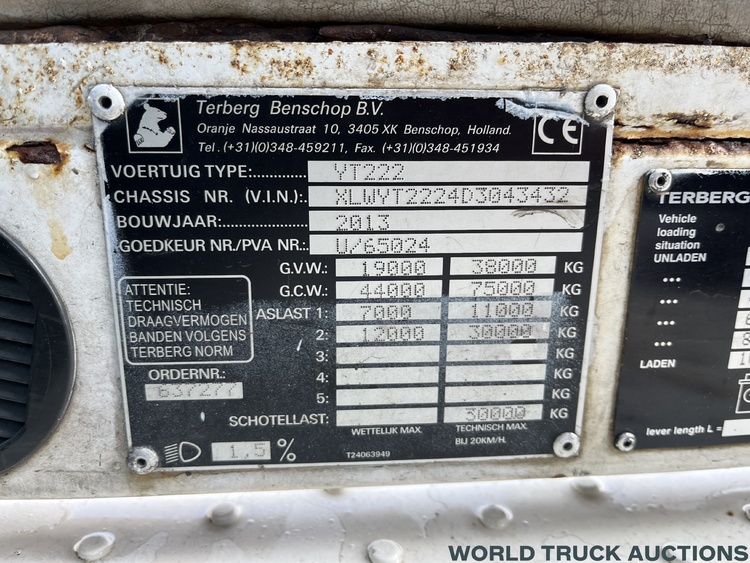 Terberg Benschop B.V.
Oranje Nassaustraat 10, 3405 XK Benschop, Holland.
Tel. (+31)(0)348-459211, Fax. (+31)(0)348-451934
CE
VOERTUIG TYPE:............. YT222
CHASSIS NR. (V.I.N.):. XLWYT2224D3043432
BOUWJAAR:.................. 2013
GOEDKEUR NR./PVA NR.: U/65024
G.V.W.: 19000 38000 KG
G.C.W.: 44000 75000 KG
ASLAST 1: 7000 11000 KG
2: 12000 30000 KG
3: KG
4: KG
5: KG
SCHOTELLAST: 30000 KG
WETTELIJK MAX. TECHNISCH MAX.
BIJ 20KM/H.
ATTENTIE:
TECHNISCH
DRAAGVERMOGEN
BANDEN VOLGENS
TERBERG NORM
ORDERNR.:
637277
1,5 %
T24063949
TERBERG
Vehicle
loading
situation
UNLADEN
...
...
...
...
LADEN
lever length L =
WORLD TRUCK AUCTIONS